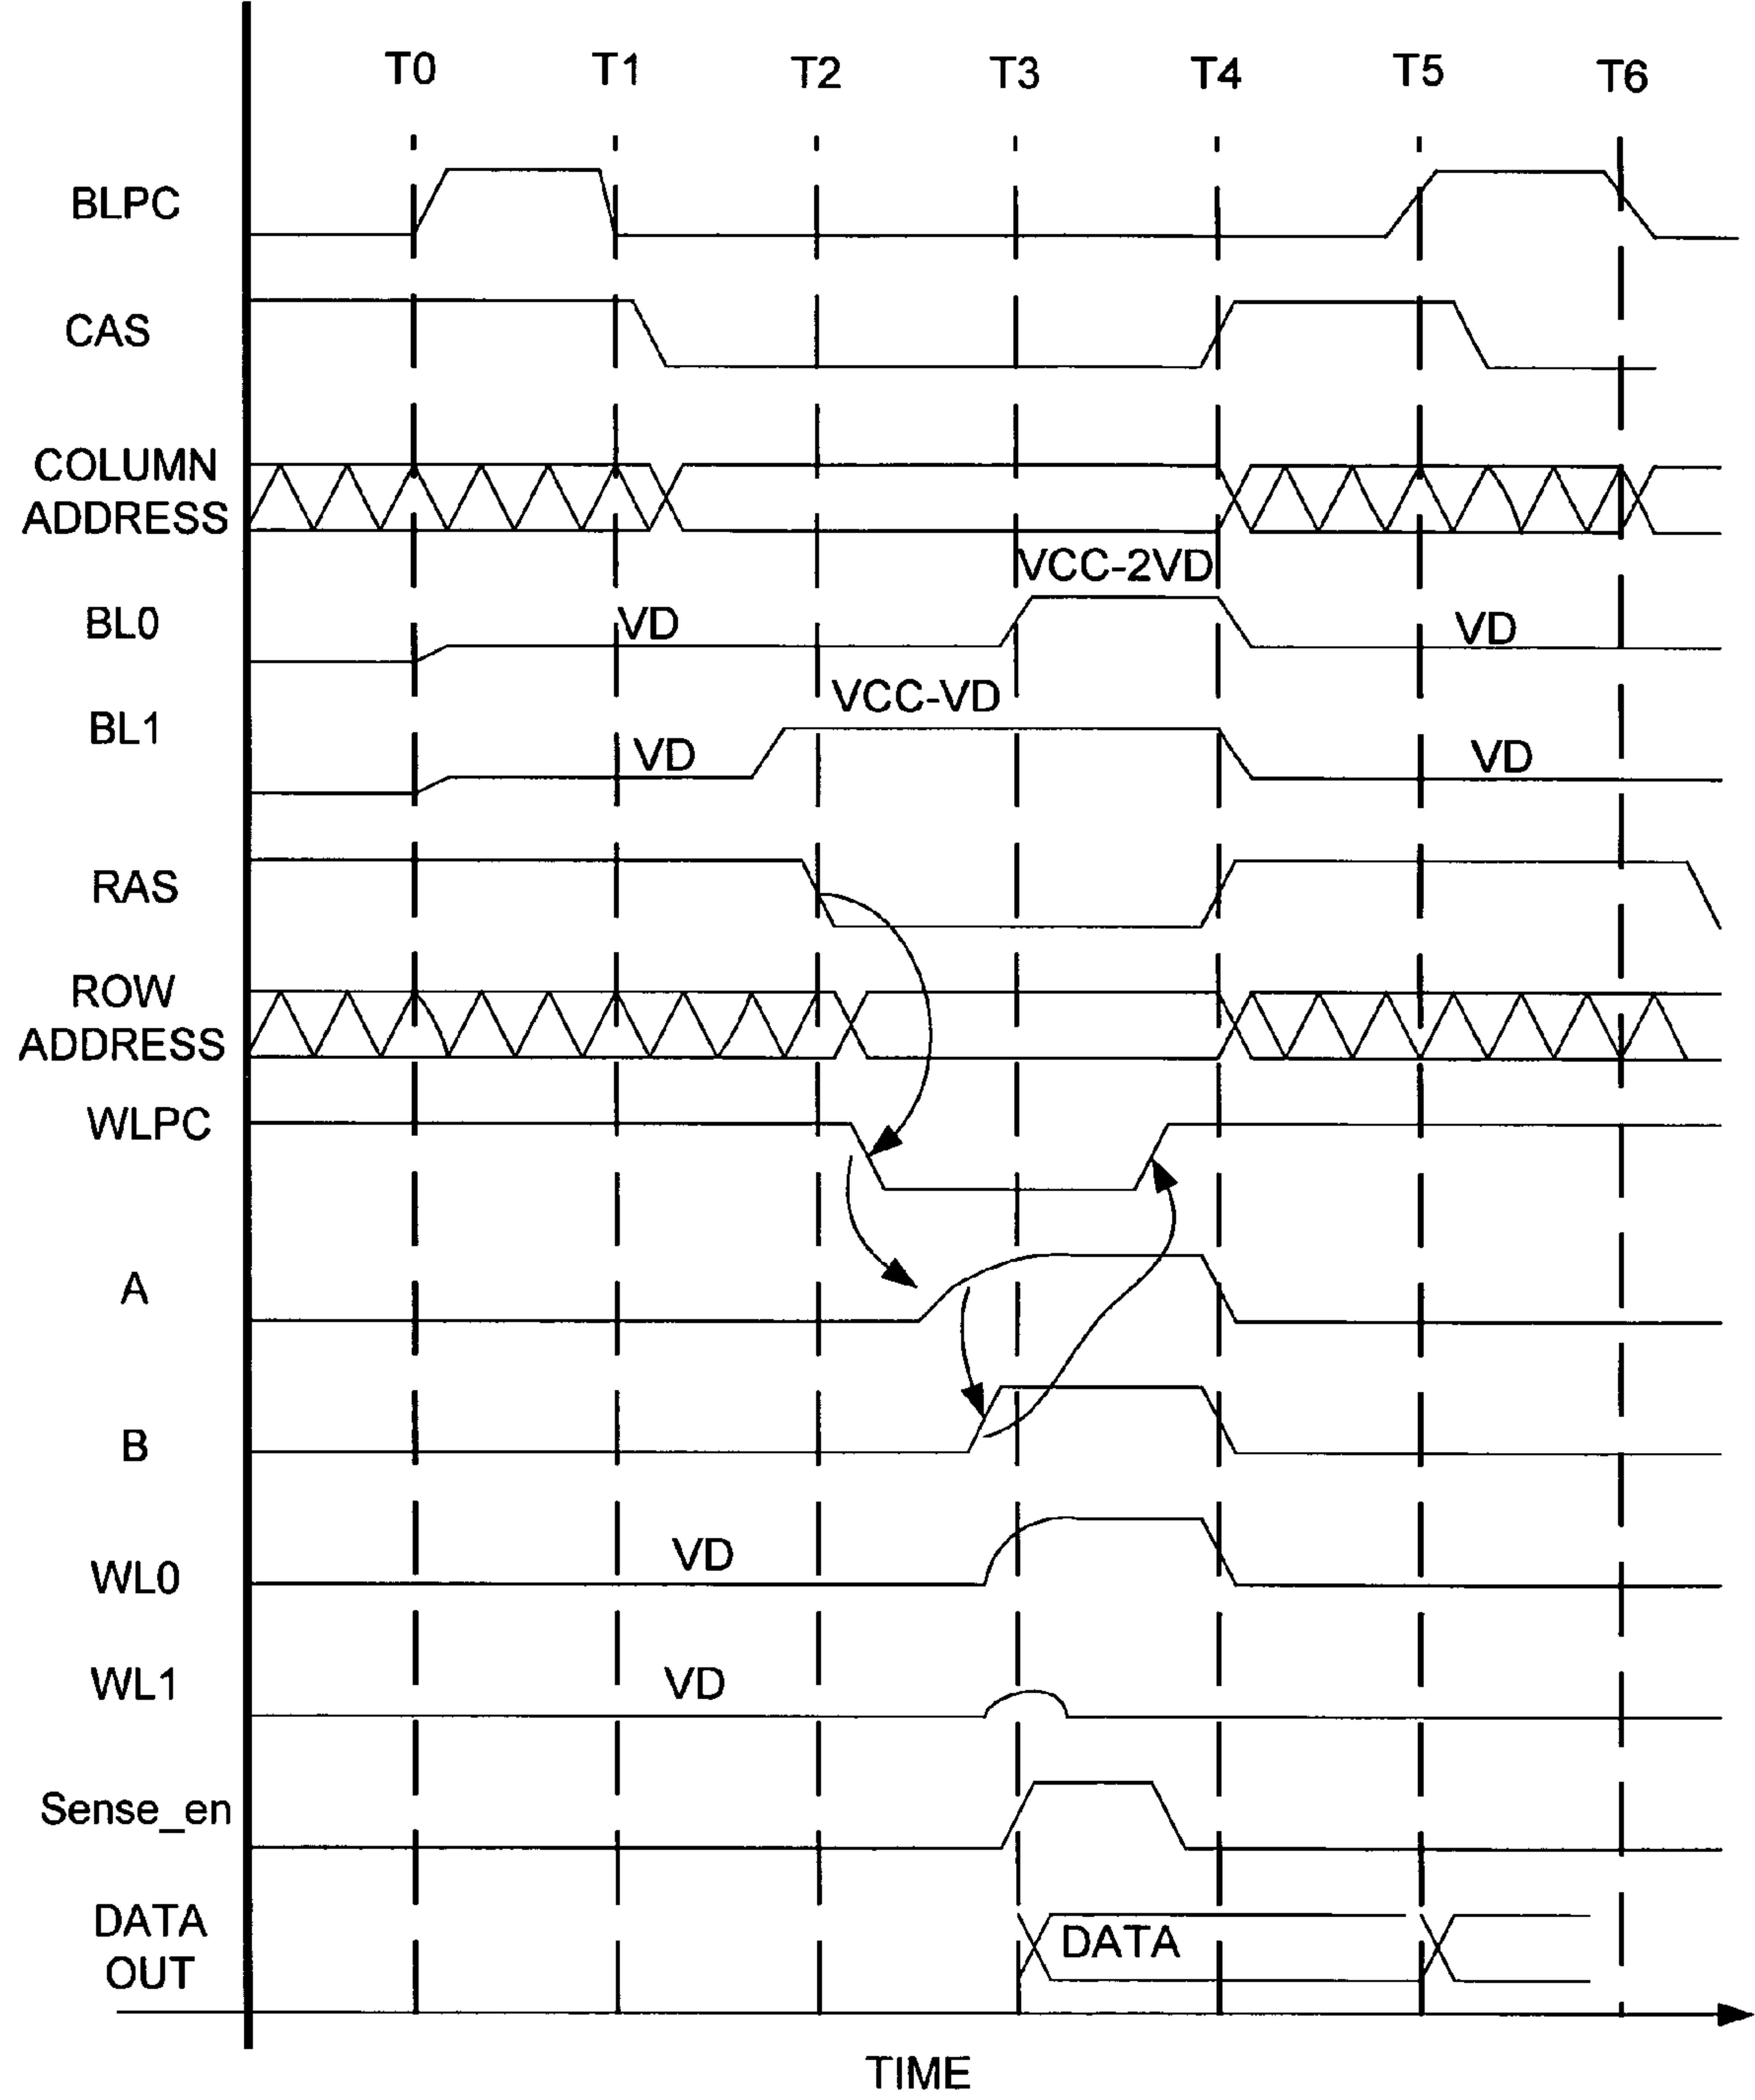 T0 T1 T2 T3 T4 T5 T6
BLPC
CAS
COLUMN
ADDRESS
VCC-2VD
BL0 VD VD
VCC-VD
BL1 VD VD
RAS
ROW
ADDRESS
WLPC
A
B
WL0 VD
WL1 VD
Sense_en
DATA
OUT
DATA
TIME